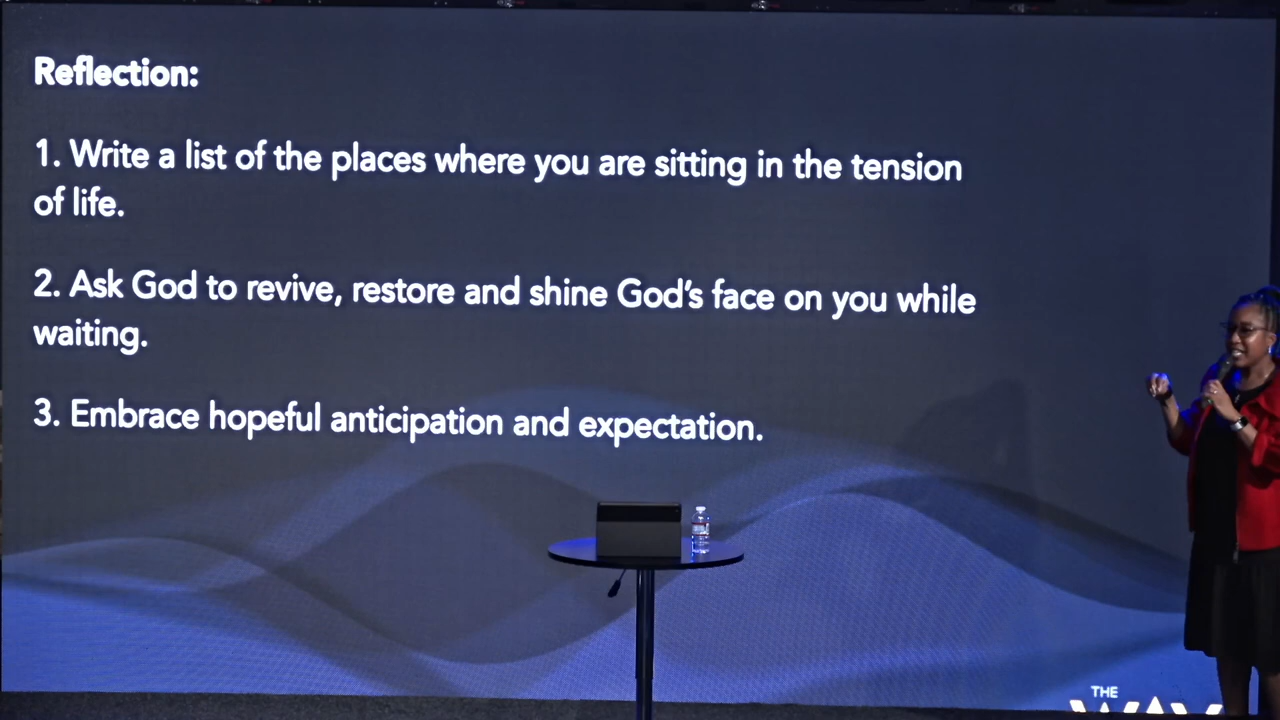 Reflection:
1. Write a list of the places where you are sitting in the tension
of life.
2. Ask God to revive, restore and shine God's face on you while
waiting.
3. Embrace hopeful anticipation and expectation.
THE
WAY